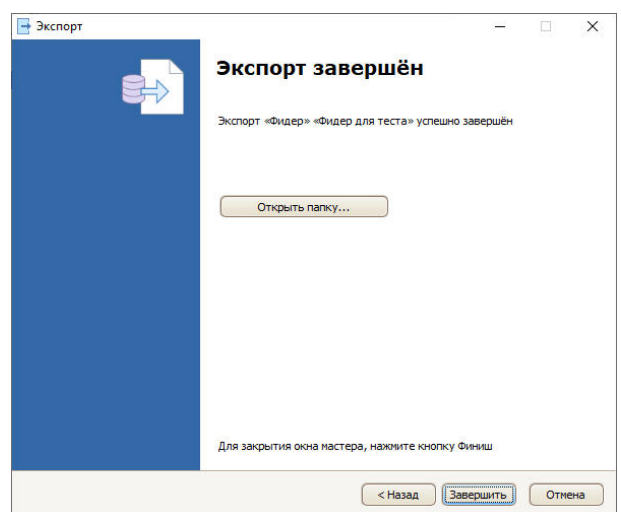 Экспорт
Экспорт завершён
Экспорт «Фидер» «Фидер для теста» успешно завершён
Открыть папку...
Для закрытия окна мастера, нажмите кнопку Финиш
< Назад
Завершить
Отмена